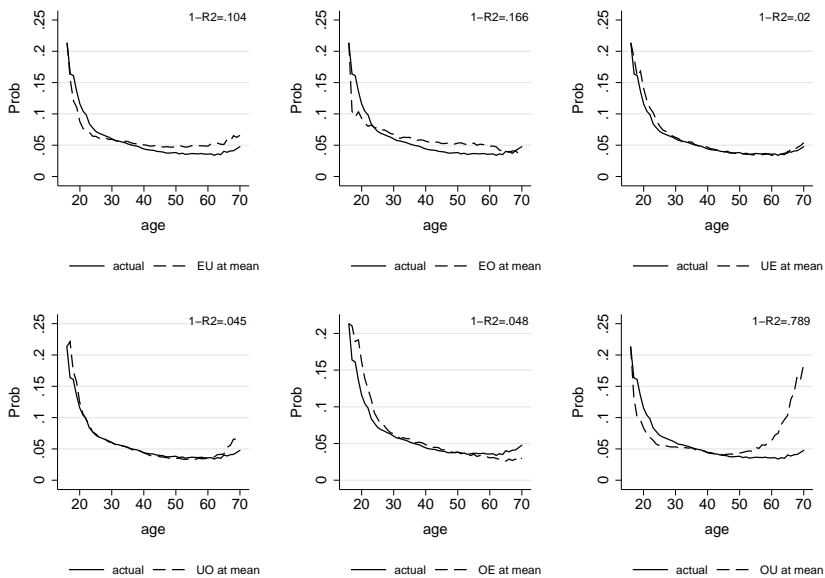 1−R2=.104
Prob
.25
.2
.15
.1
.05
0
20 30 40 50 60 70
age
actual EU at mean
1−R2=.166
Prob
.25
.2
.15
.1
.05
0
20 30 40 50 60 70
age
actual EO at mean
1−R2=.02
Prob
.25
.2
.15
.1
.05
0
20 30 40 50 60 70
age
actual UE at mean
1−R2=.045
Prob
.25
.2
.15
.1
.05
0
20 30 40 50 60 70
age
actual UO at mean
1−R2=.048
Prob
.2
.15
.1
.05
0
20 30 40 50 60 70
age
actual OE at mean
1−R2=.789
Prob
.25
.2
.15
.1
.05
0
20 30 40 50 60 70
age
actual OU at mean